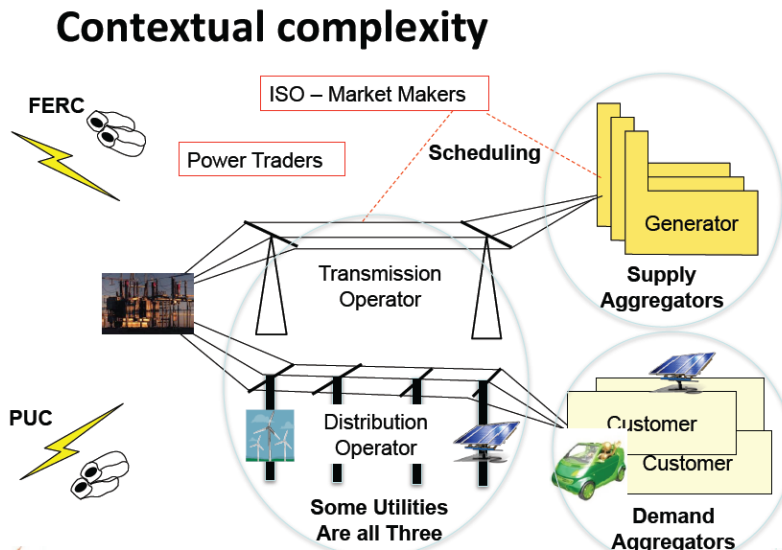 Contextual complexity
FERC
ISO – Market Makers
Power Traders
Scheduling
Generator
Transmission
Operator
Supply
Aggregators
PUC
Distribution
Operator
Customer
Customer
Some Utilities
Are all Three
Demand
Aggregators